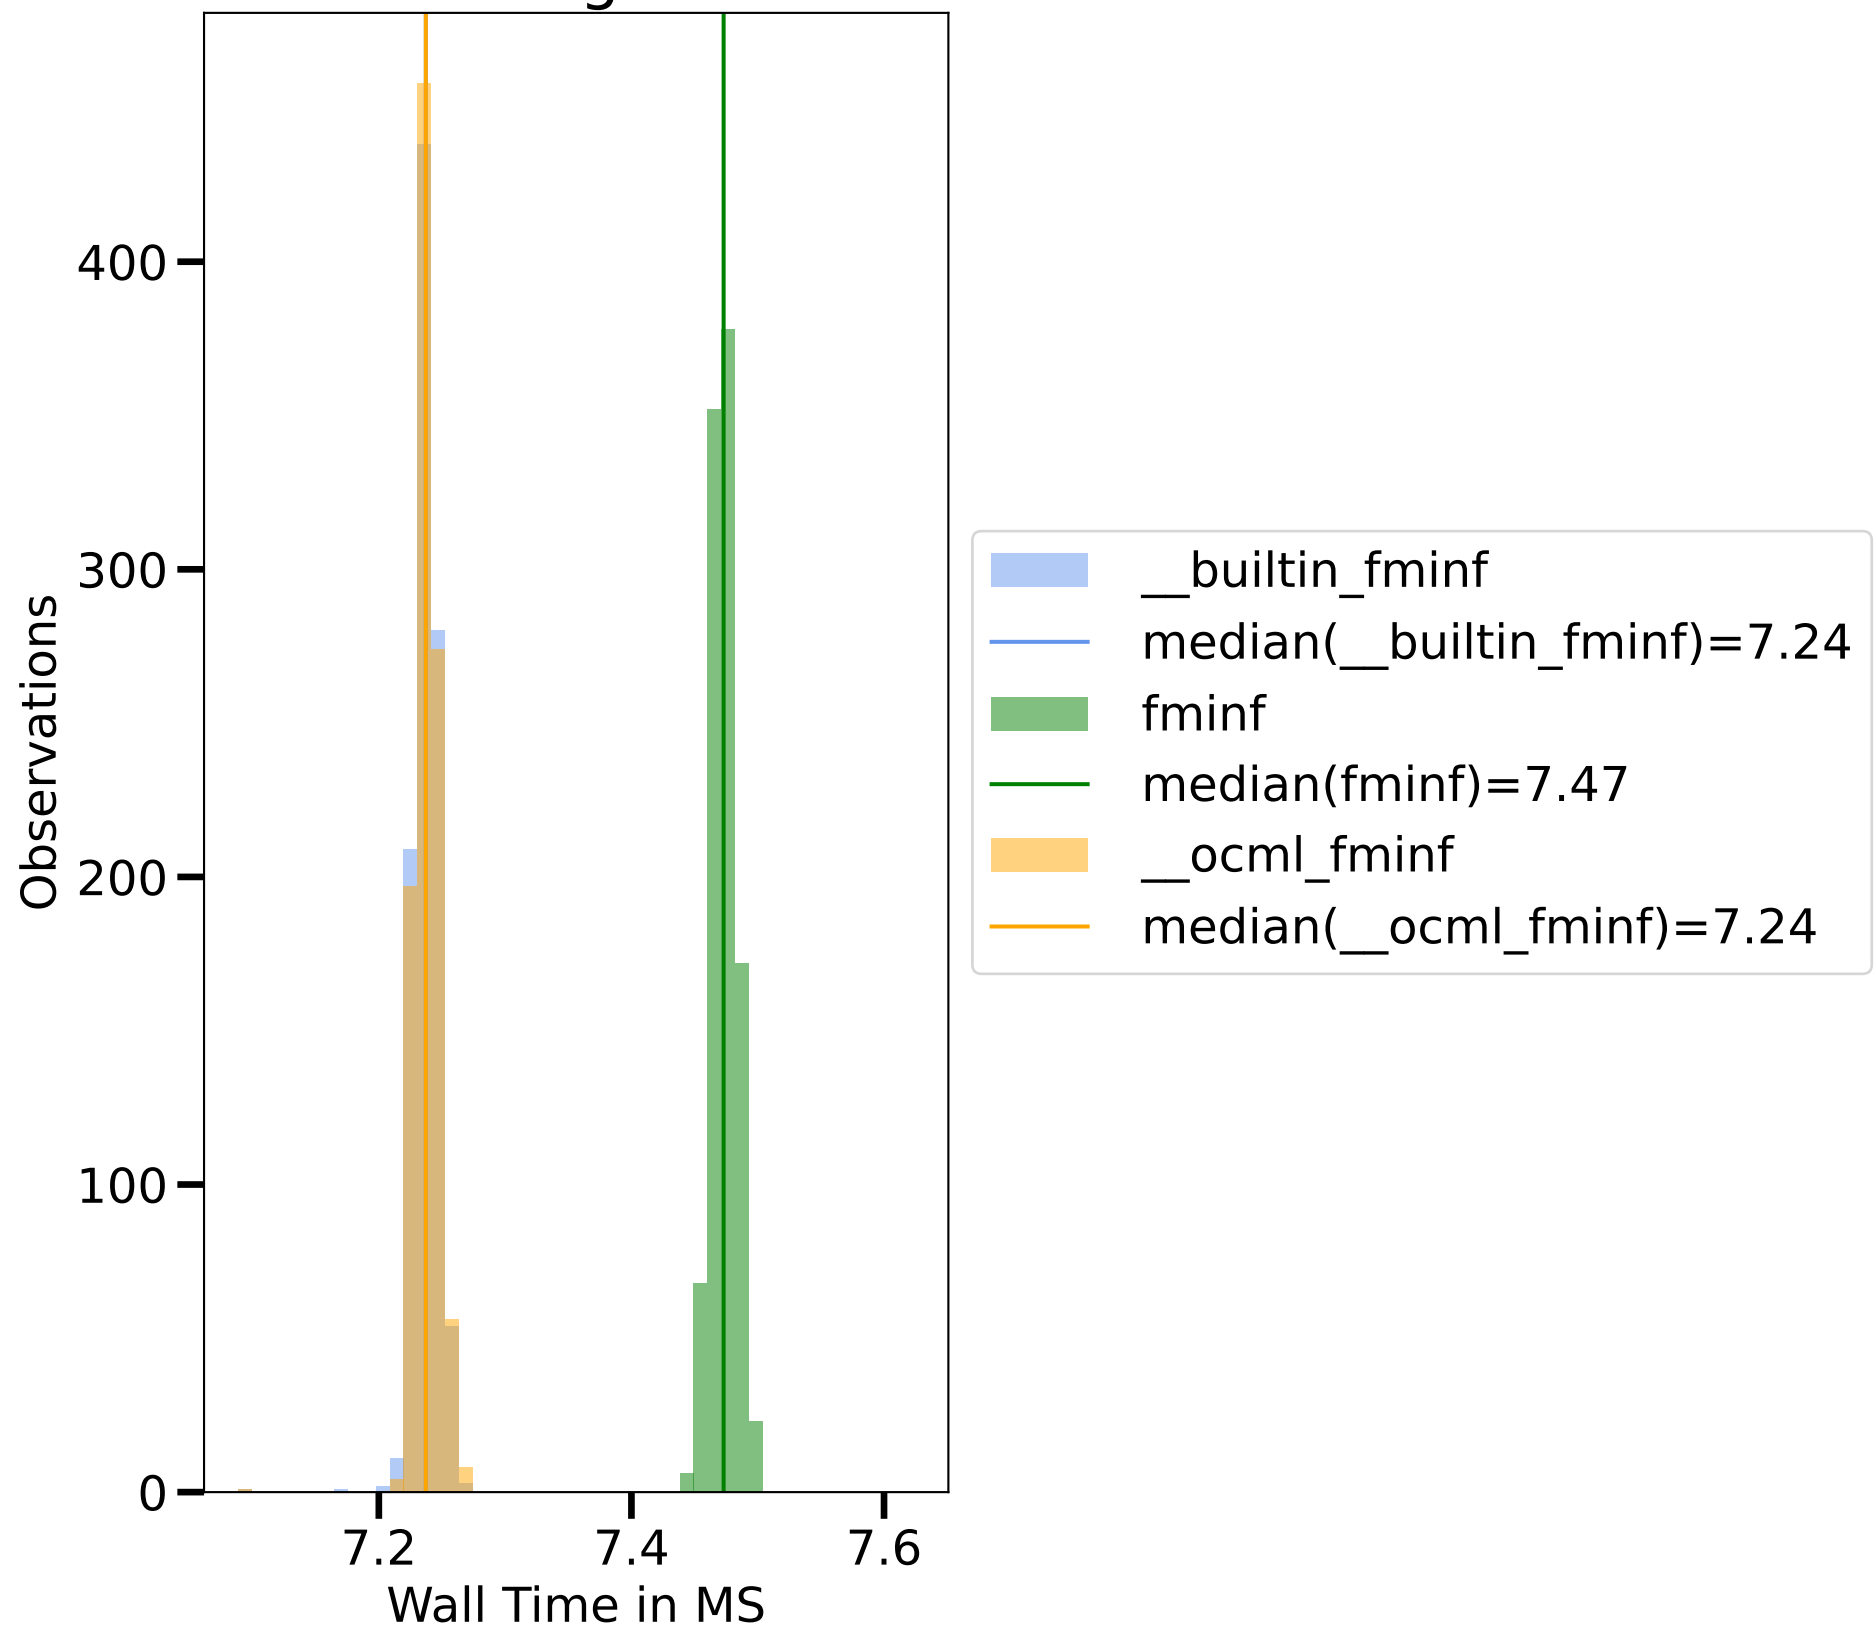 Observations
400
300
200
100
0
7.2 7.4 7.6
Wall Time in MS
__builtin_fminf
median(__builtin_fminf)=7.24
fminf
median(fminf)=7.47
__ocml_fminf
median(__ocml_fminf)=7.24